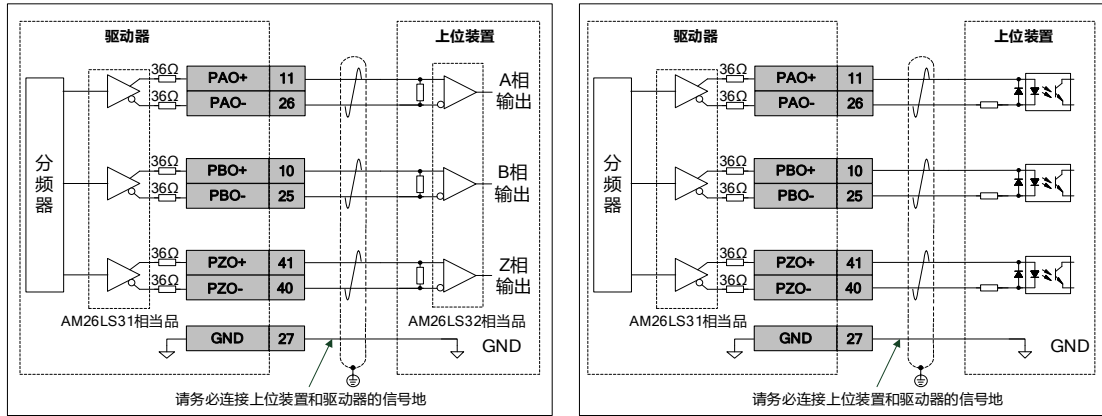 驱动器
上位装置
36Ω
PAO+ 11
36Ω
PAO- 26
A相
输出
分频器
36Ω
PBO+ 10
36Ω
PBO- 25
B相
输出
36Ω
PZO+ 41
36Ω
PZO- 40
Z相
输出
AM26LS31相当品
AM26LS32相当品
GND 27
GND
请务必连接上位装置和驱动器的信号地
驱动器
上位装置
36Ω
PAO+ 11
36Ω
PAO- 26
分频器
36Ω
PBO+ 10
36Ω
PBO- 25
36Ω
PZO+ 41
36Ω
PZO- 40
AM26LS31相当品
GND 27
GND
请务必连接上位装置和驱动器的信号地